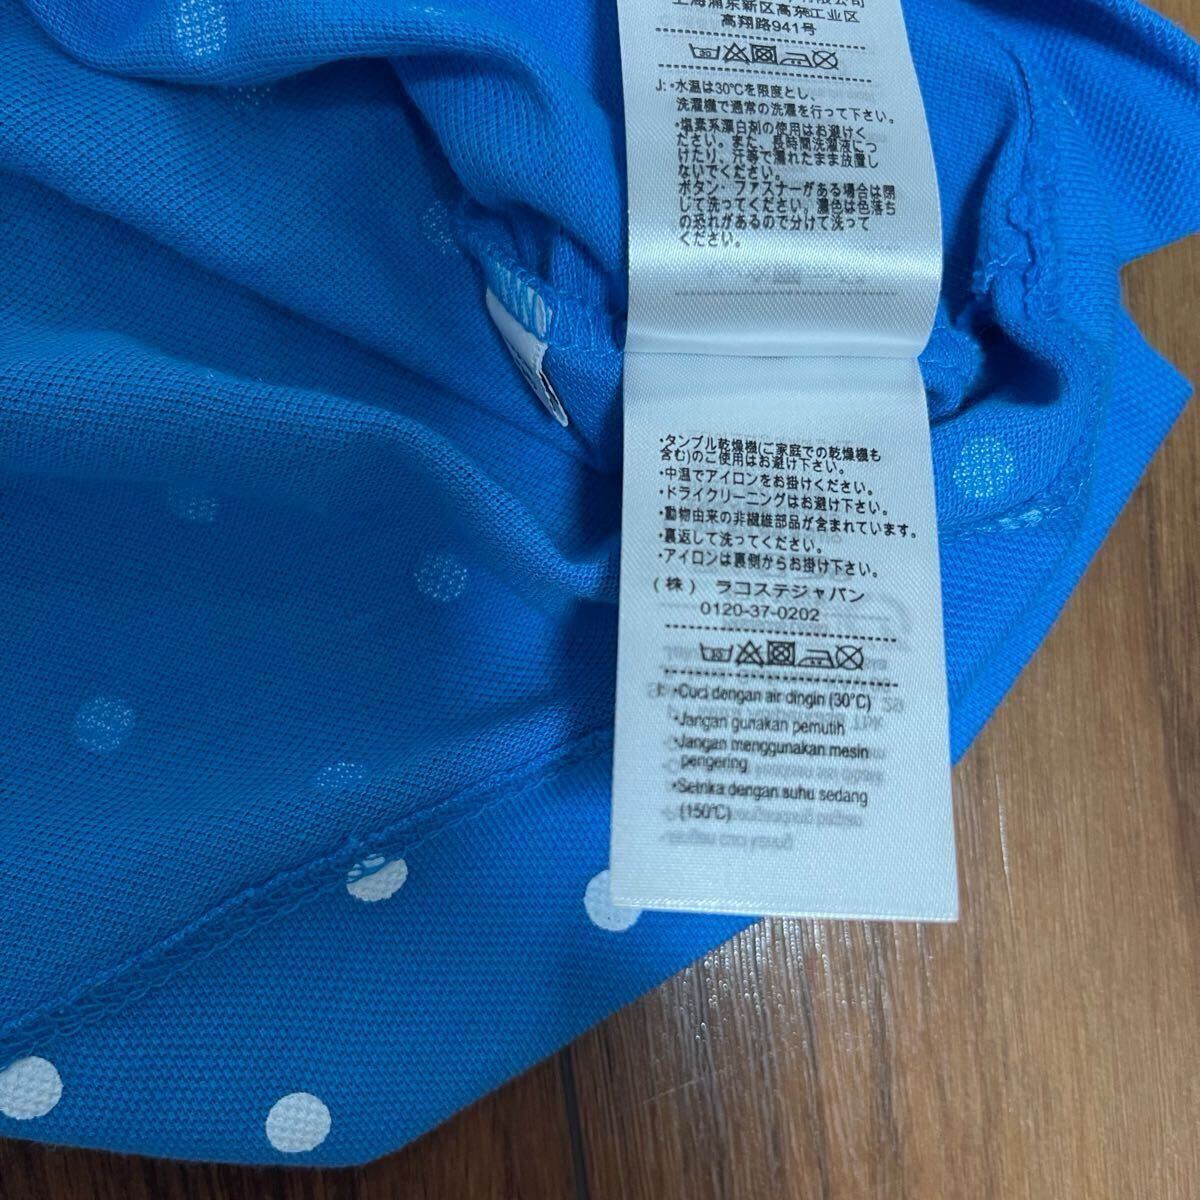 上海浦东新区高东工业区
高翔路941号
30
J: ・水温は30℃を限度とし、
洗濯機で通常の洗濯を行って下さい。
・塩素系漂白剤の使用はお避けく
ださい。また、長時間洗濯液につ
けたり、汗等で濡れたまま放置し
ないでください。
ボタン・ファスナーがある場合は閉
じて洗ってください。濃色は色落ち
の恐れがあるので分けて洗って
ください。
・タンブル乾燥機(ご家庭での乾燥機も
含む)のご使用はお避け下さい。
・中温でアイロンをお掛けください。
・ドライクリーニングはお避け下さい。
・動物由来の非繊維部品が含まれています。
・裏返して洗ってください。
・アイロンは裏側からお掛け下さい。
(株) ラコステジャパン
0120-37-0202
I: •Cuci dengan air dingin (30°C)
•Jangan gunakan pemutih
•Jangan menggunakan mesin
pengering
•Setrika dengan suhu sedang
(150°C)